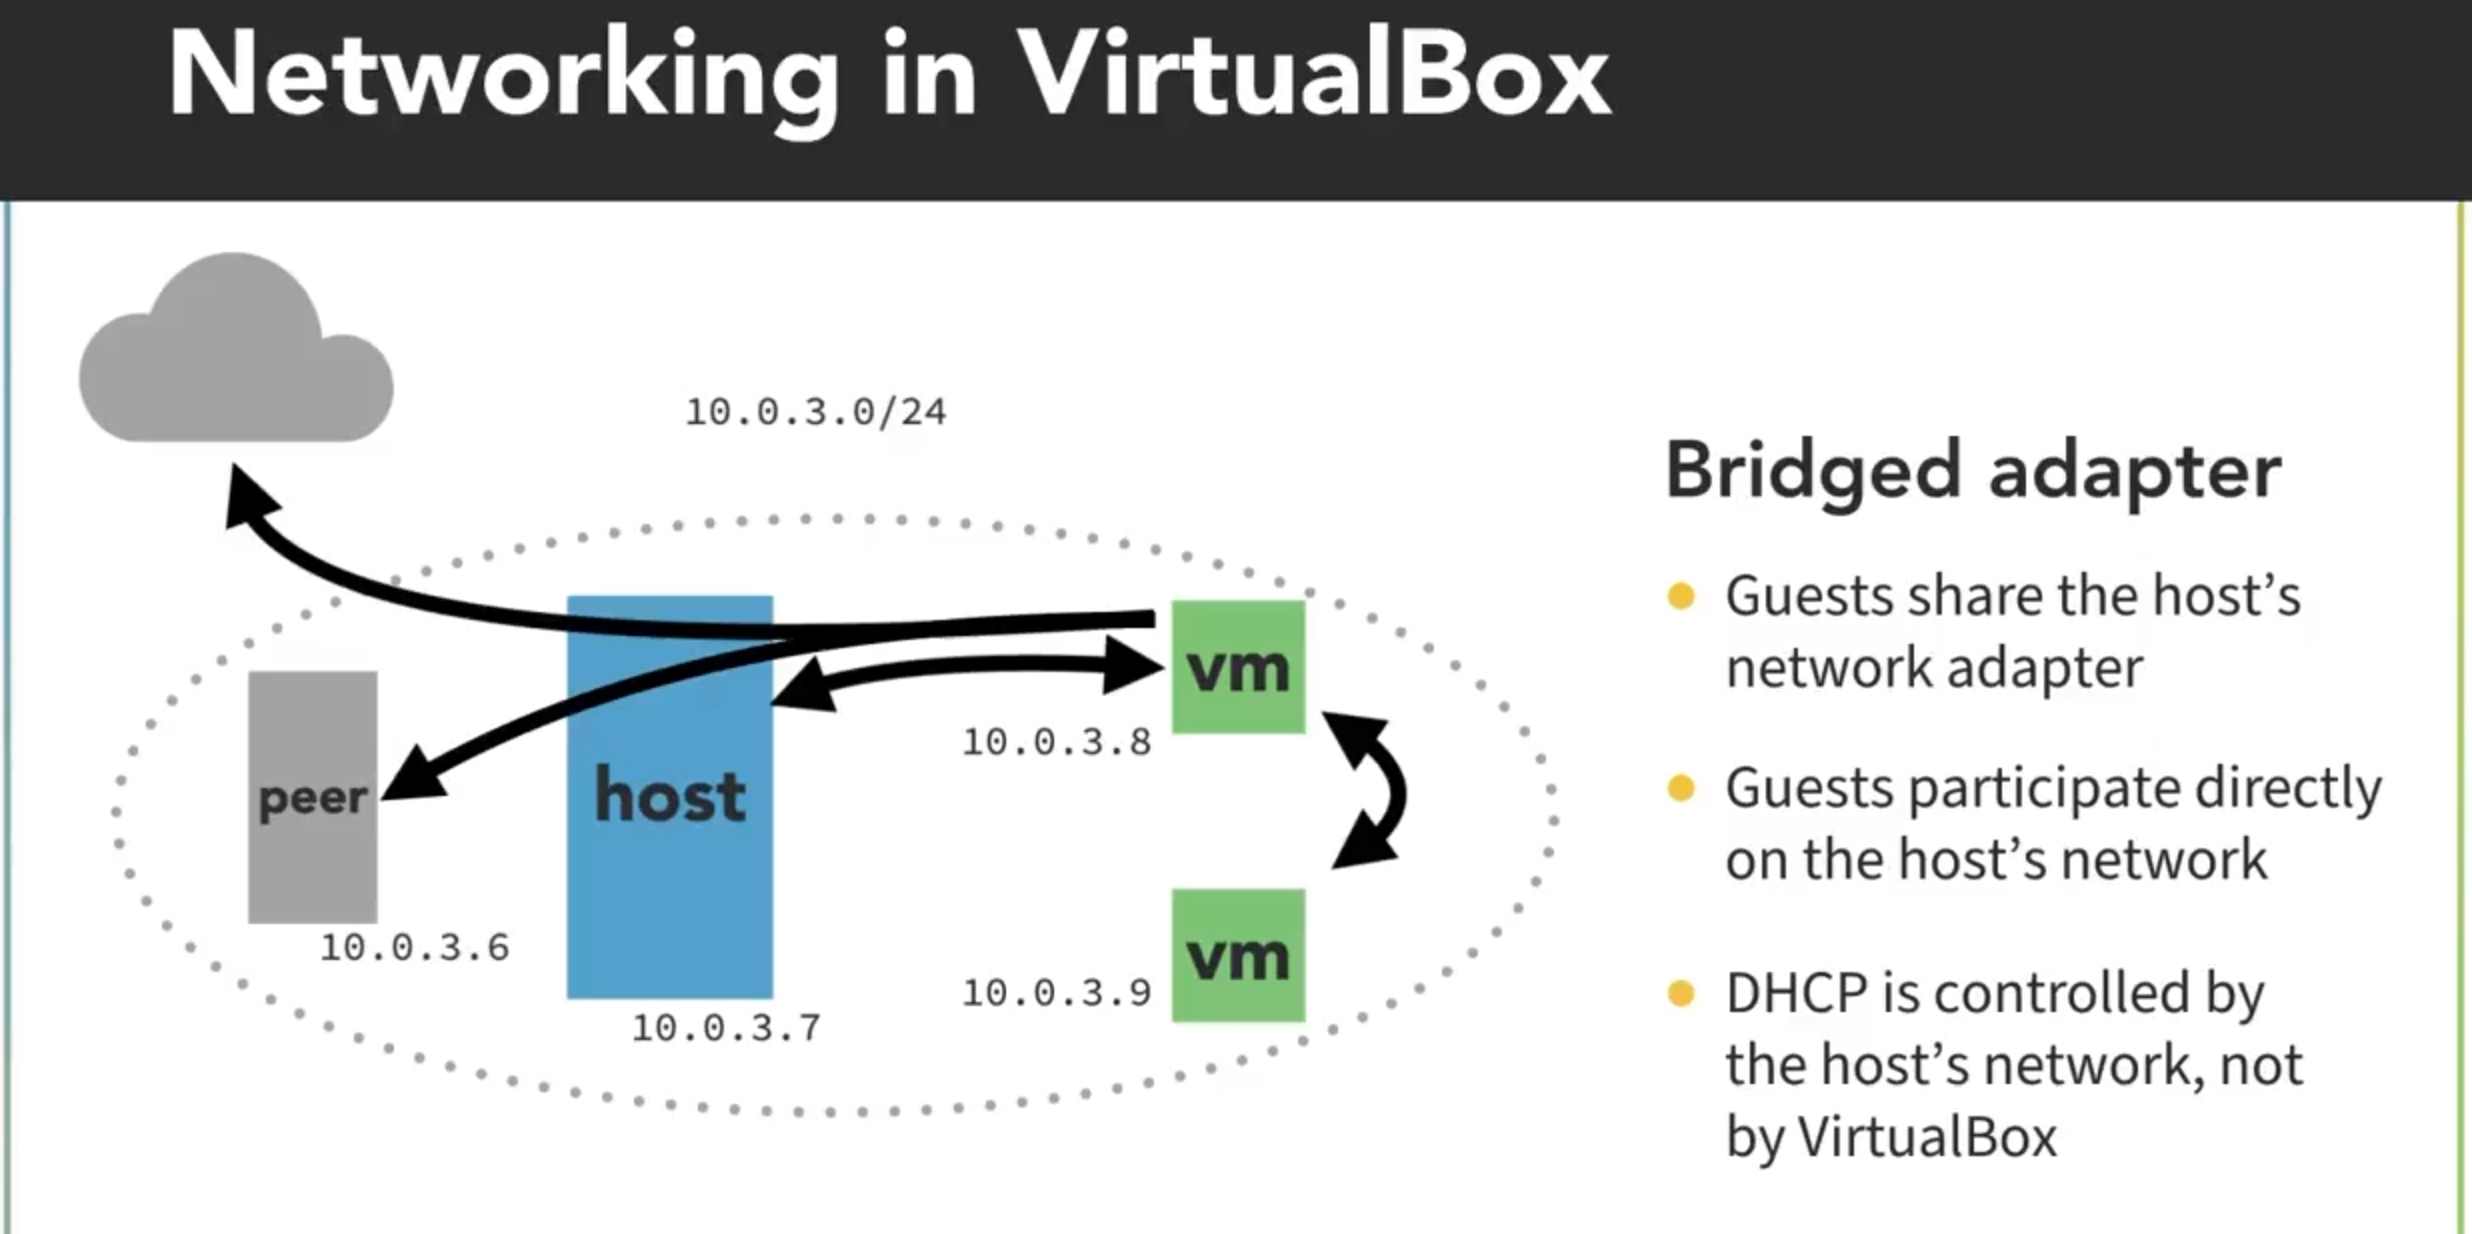 Networking in VirtualBox
10.0.3.0/24
peer
10.0.3.6
host
10.0.3.7
vm
10.0.3.8
vm
10.0.3.9
Bridged adapter
Guests share the host’s
network adapter
Guests participate directly
on the host’s network
DHCP is controlled by
the host’s network, not
by VirtualBox